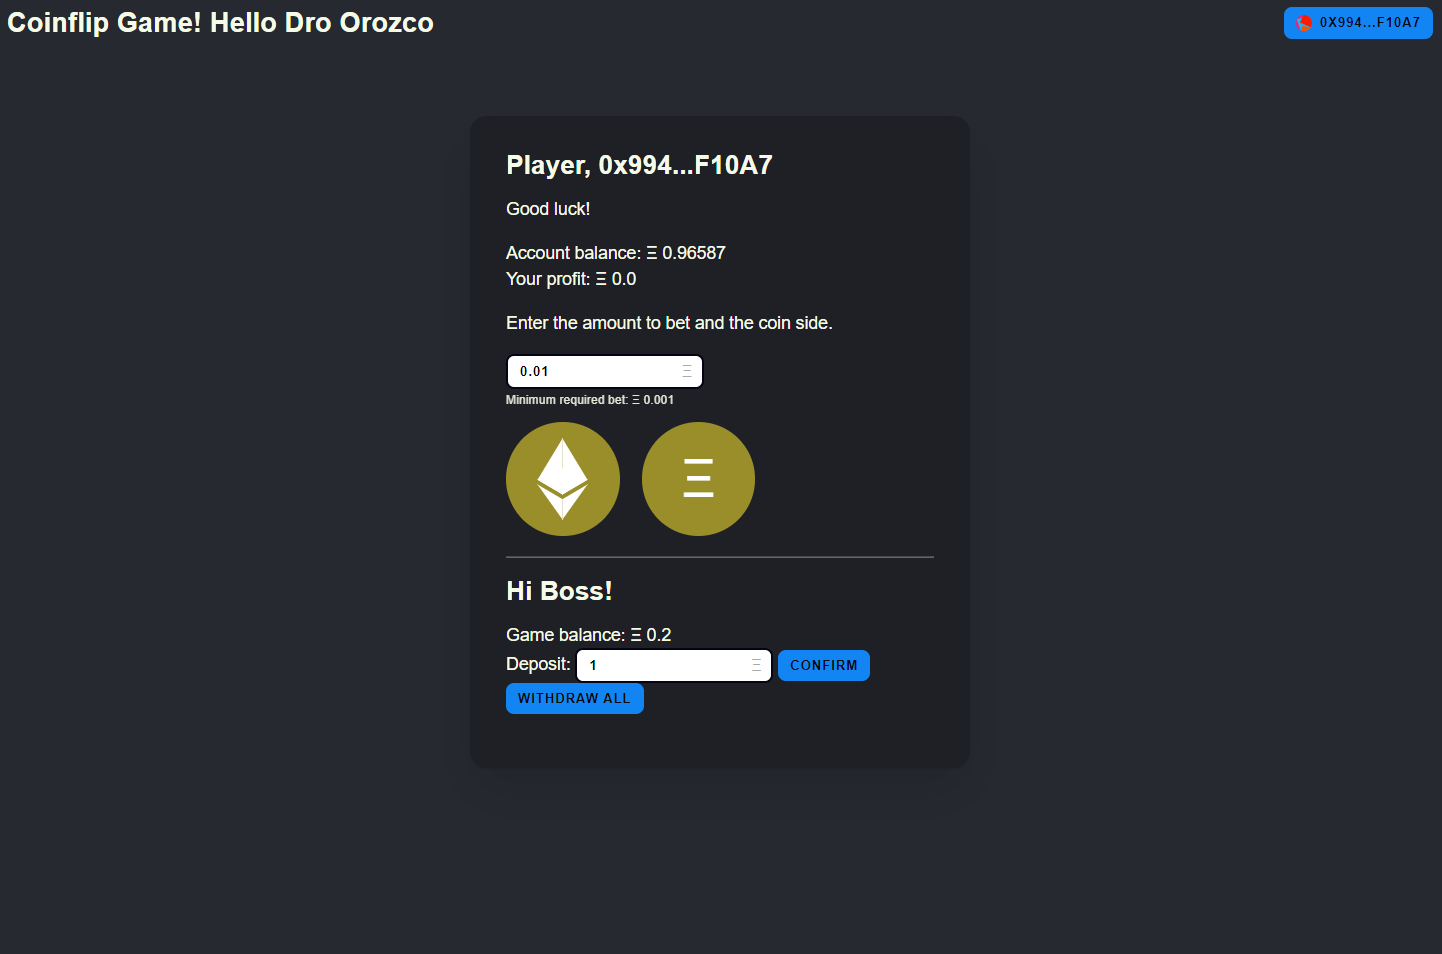 Coinflip Game! Hello Dro Orozco
0X994...F10A7
Player, 0x994...F10A7
Good luck!
Account balance: Ξ 0.96587
Your profit: Ξ 0.0
Enter the amount to bet and the coin side.
0.01 Ξ
Minimum required bet: Ξ 0.001
Ξ
Hi Boss!
Game balance: Ξ 0.2
Deposit: 1 Ξ CONFIRM
WITHDRAW ALL